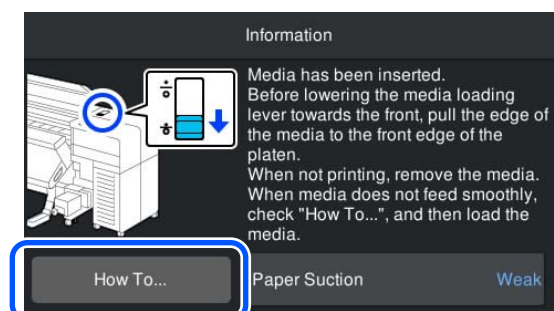 Information
Media has been inserted.
Before lowering the media loading
lever towards the front, pull the edge of
the media to the front edge of the
platen.
When not printing, remove the media.
When media does not feed smoothly,
check "How To...", and then load the
media.
How To...
Paper Suction
Weak